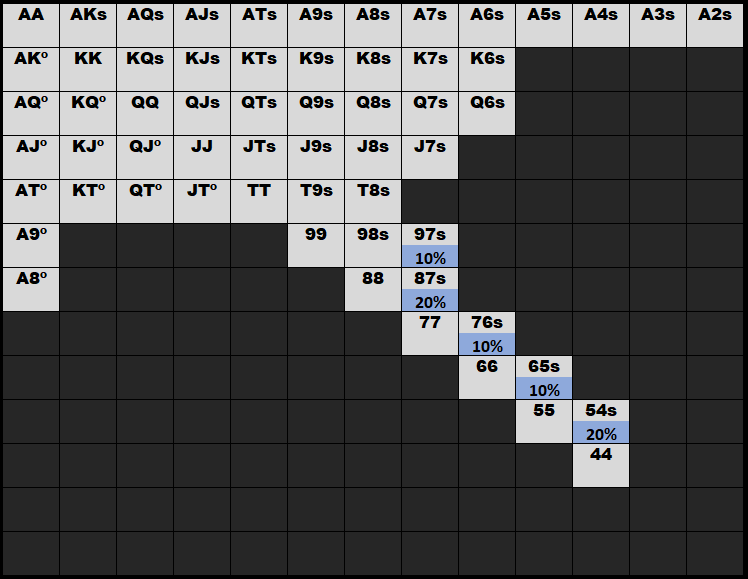 AA AKs AQs AJs ATs A9s A8s A7s A6s A5s A4s A3s A2s
AKº KK KQs KJs KTs K9s K8s K7s K6s
AQº KQº QQ QJs QTs Q9s Q8s Q7s Q6s
AJº KJº QJº JJ JTs J9s J8s J7s
ATº KTº QTº JTº TT T9s T8s
A9º 99 98s 97s
10%
A8º 88 87s
20%
77 76s
10%
66 65s
10%
55 54s
20%
44